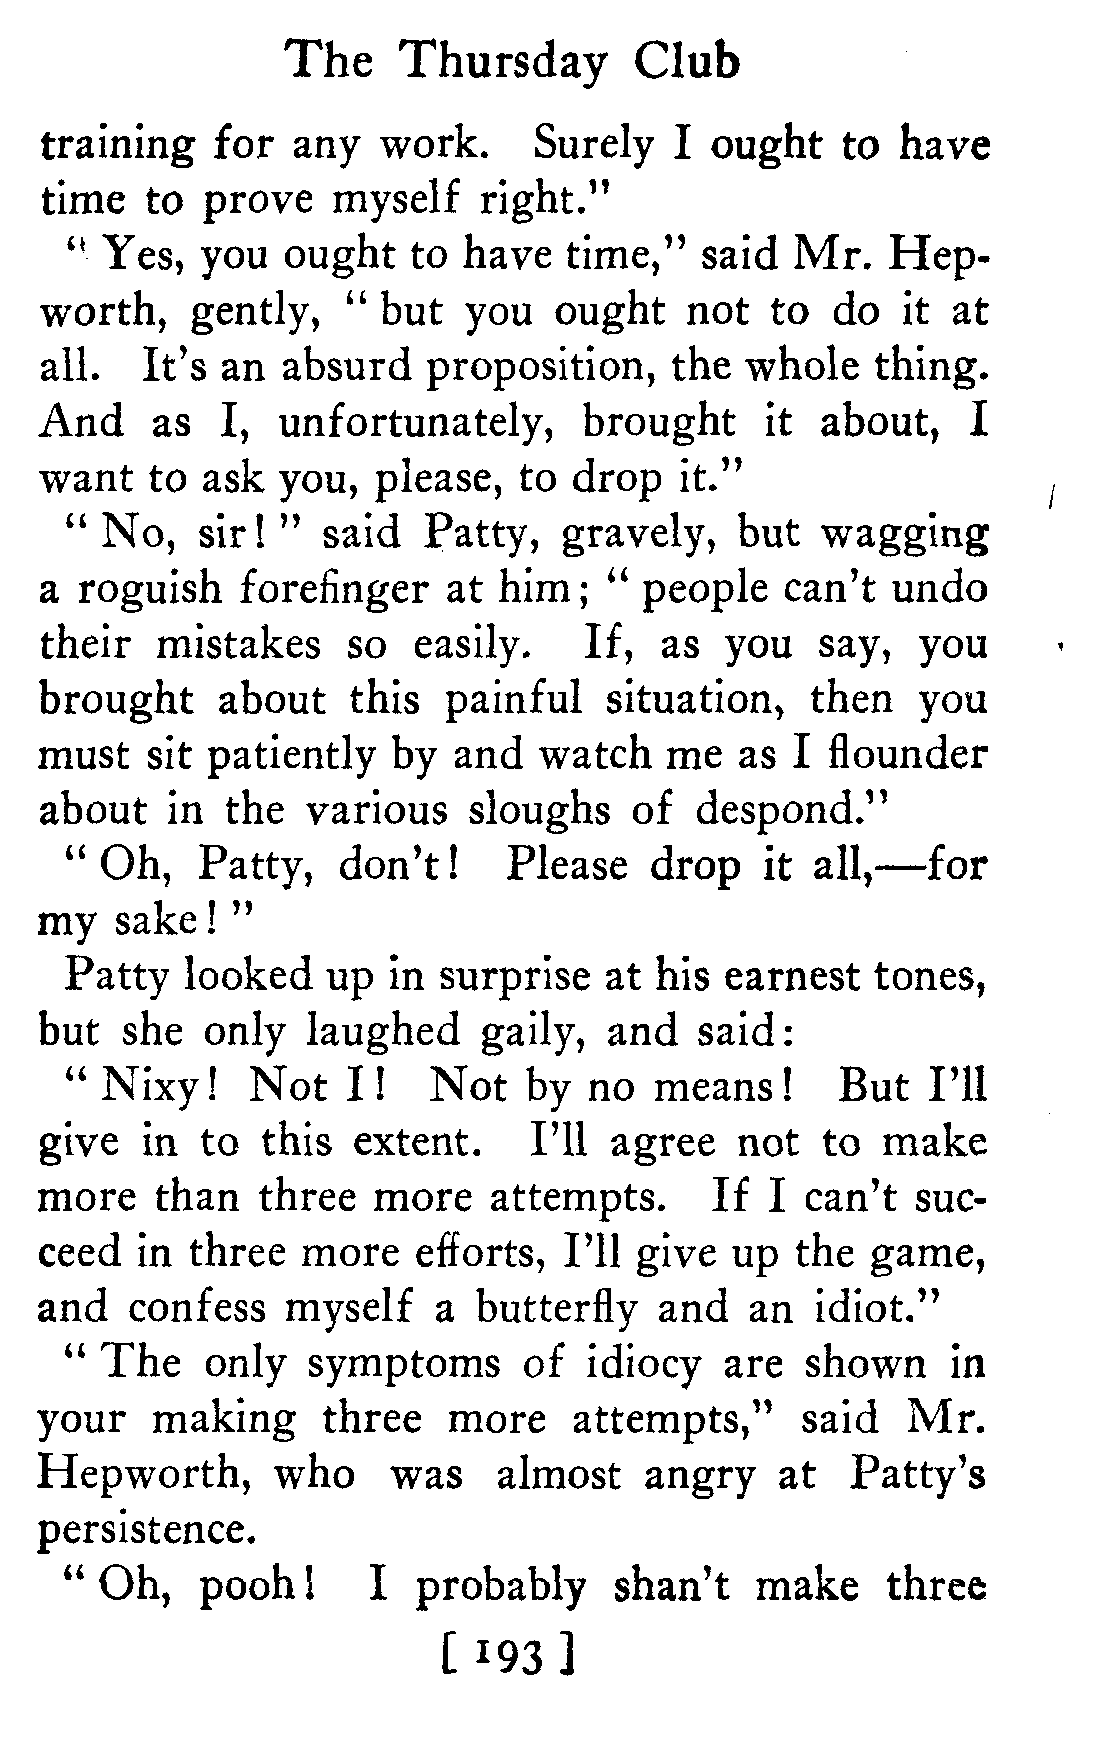 The Thursday Club
training for any work. Surely I ought to have
time to prove myself right."
" Yes, you ought to have time," said Mr. Hep-
worth, gently, " but you ought not to do it at
all. It's an absurd proposition, the whole thing.
And as I, unfortunately, brought it about, I
want to ask you, please, to drop it."
" No, sir! " said Patty, gravely, but wagging
a roguish forefinger at him; " people can't undo
their mistakes so easily. If, as you say, you
brought about this painful situation, then you
must sit patiently by and watch me as I flounder
about in the various sloughs of despond."
" Oh, Patty, don't! Please drop it all,—for
my sake! "
Patty looked up in surprise at his earnest tones,
but she only laughed gaily, and said:
" Nixy! Not I! Not by no means! But I'll
give in to this extent. I'll agree not to make
more than three more attempts. If I can't suc-
ceed in three more efforts, I'll give up the game,
and confess myself a butterfly and an idiot."
" The only symptoms of idiocy are shown in
your making three more attempts," said Mr.
Hepworth, who was almost angry at Patty's
persistence.
" Oh, pooh! I probably shan't make three
[ 193 ]